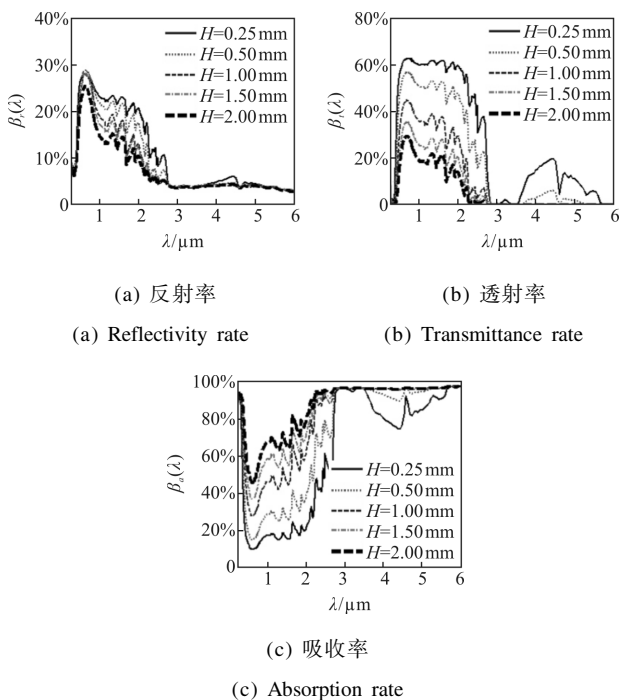 40%
30%
20%
10%
0
βᵢ(λ)
H=0.25 mm
H=0.50 mm
H=1.00 mm
H=1.50 mm
H=2.00 mm
1 2 3 4 5 6
λ/μm
(a) 反射率
(a) Reflectivity rate
80%
60%
40%
20%
0
βᵢ(λ)
H=0.25 mm
H=0.50 mm
H=1.00 mm
H=1.50 mm
H=2.00 mm
1 2 3 4 5 6
λ/μm
(b) 透射率
(b) Transmittance rate
100%
80%
60%
40%
20%
0
βₐ(λ)
H=0.25 mm
H=0.50 mm
H=1.00 mm
H=1.50 mm
H=2.00 mm
1 2 3 4 5 6
λ/μm
(c) 吸收率
(c) Absorption rate